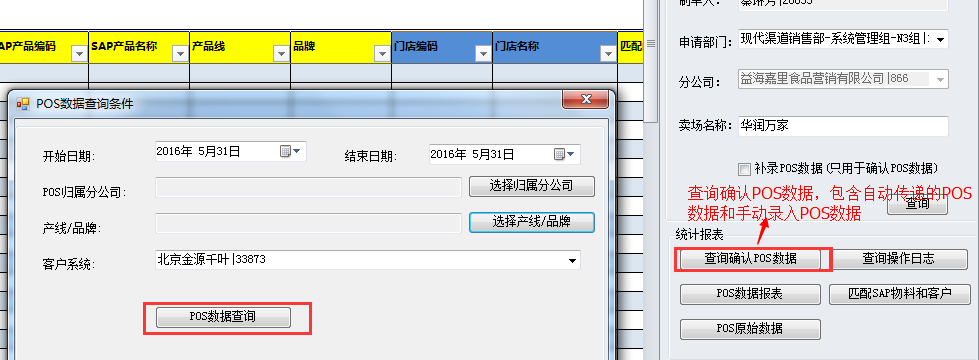 AP产品编码 SAP产品名称 产品线 品牌 门店编码 门店名称 匹配
POS数据查询条件
开始日期: 2016年 5月31日 结束日期: 2016年 5月31日
POS归属分公司: 选择归属分公司
产线/品牌: 选择产线/品牌
客户系统: 北京金源千叶|33873
POS数据查询
申请部门: 现代渠道销售部-系统管理组-N3组|
分公司: 益海嘉里食品营销有限公司|866
卖场名称: 华润万家
补录POS数据(只用于确认POS数据)
查询确认POS数据，包含自动传递的POS
数据和手动录入POS数据
查询
统计报表
查询确认POS数据 查询操作日志
POS数据报表 匹配SAP物料和客户
POS原始数据